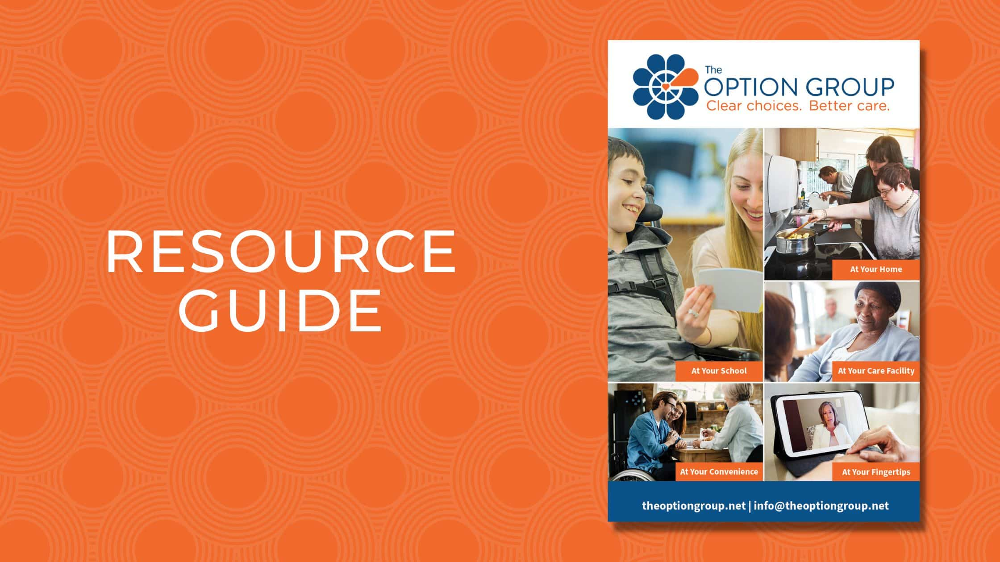 RESOURCE
GUIDE
The
OPTION GROUP
Clear choices. Better care.
At Your Home
At Your School
At Your Care Facility
At Your Convenience
At Your Fingertips
theoptiongroup.net | info@theoptiongroup.net